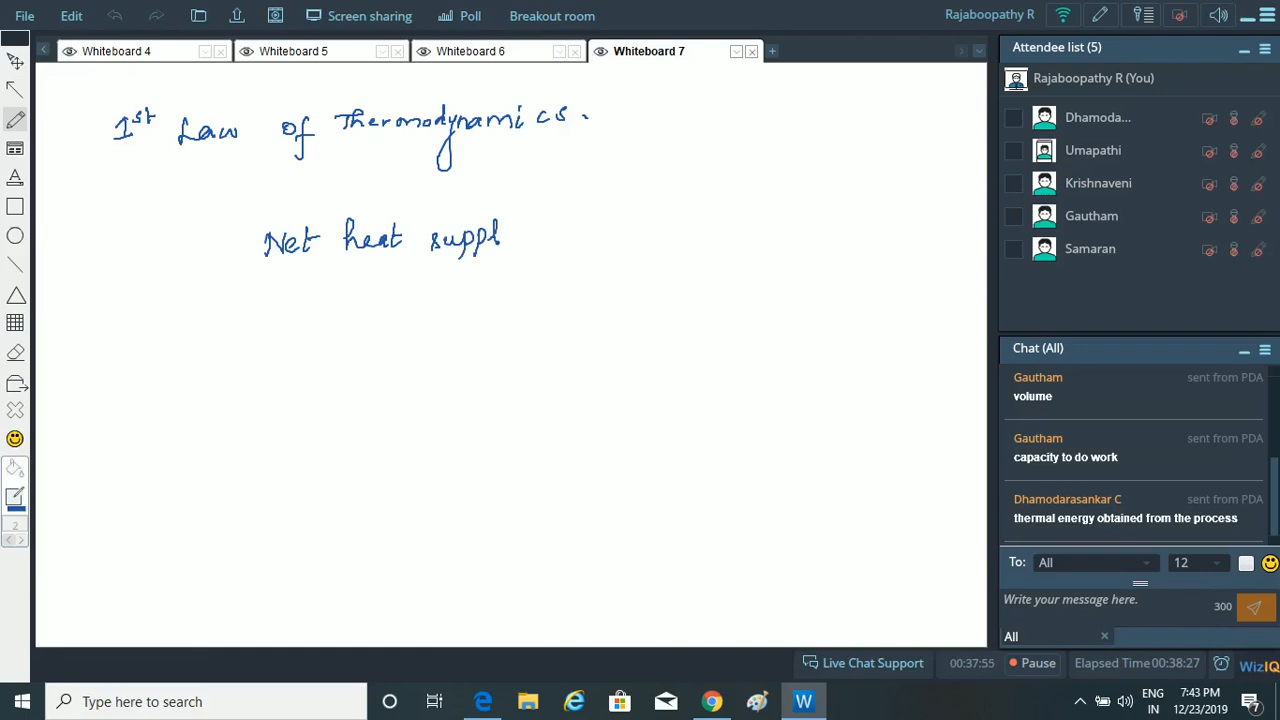 File Edit Screen sharing Poll Breakout room Rajaboopathy R
Whiteboard 4 Whiteboard 5 Whiteboard 6 Whiteboard 7
1st Law Of Thermodynamics.
Net heat suppl
Attendee list (5)
Rajaboopathy R (You)
Dhamoda...
Umapathi
Krishnaveni
Gautham
Samaran
Chat (All)
Gautham sent from PDA
volume
Gautham sent from PDA
capacity to do work
Dhamodarasankar C sent from PDA
thermal energy obtained from the process
To: All 12
Write your message here. 300
All
2
Live Chat Support 00:37:55 Pause Elapsed Time 00:38:27 WizIQ
Type here to search
ENG 7:43 PM
IN 12/23/2019 7